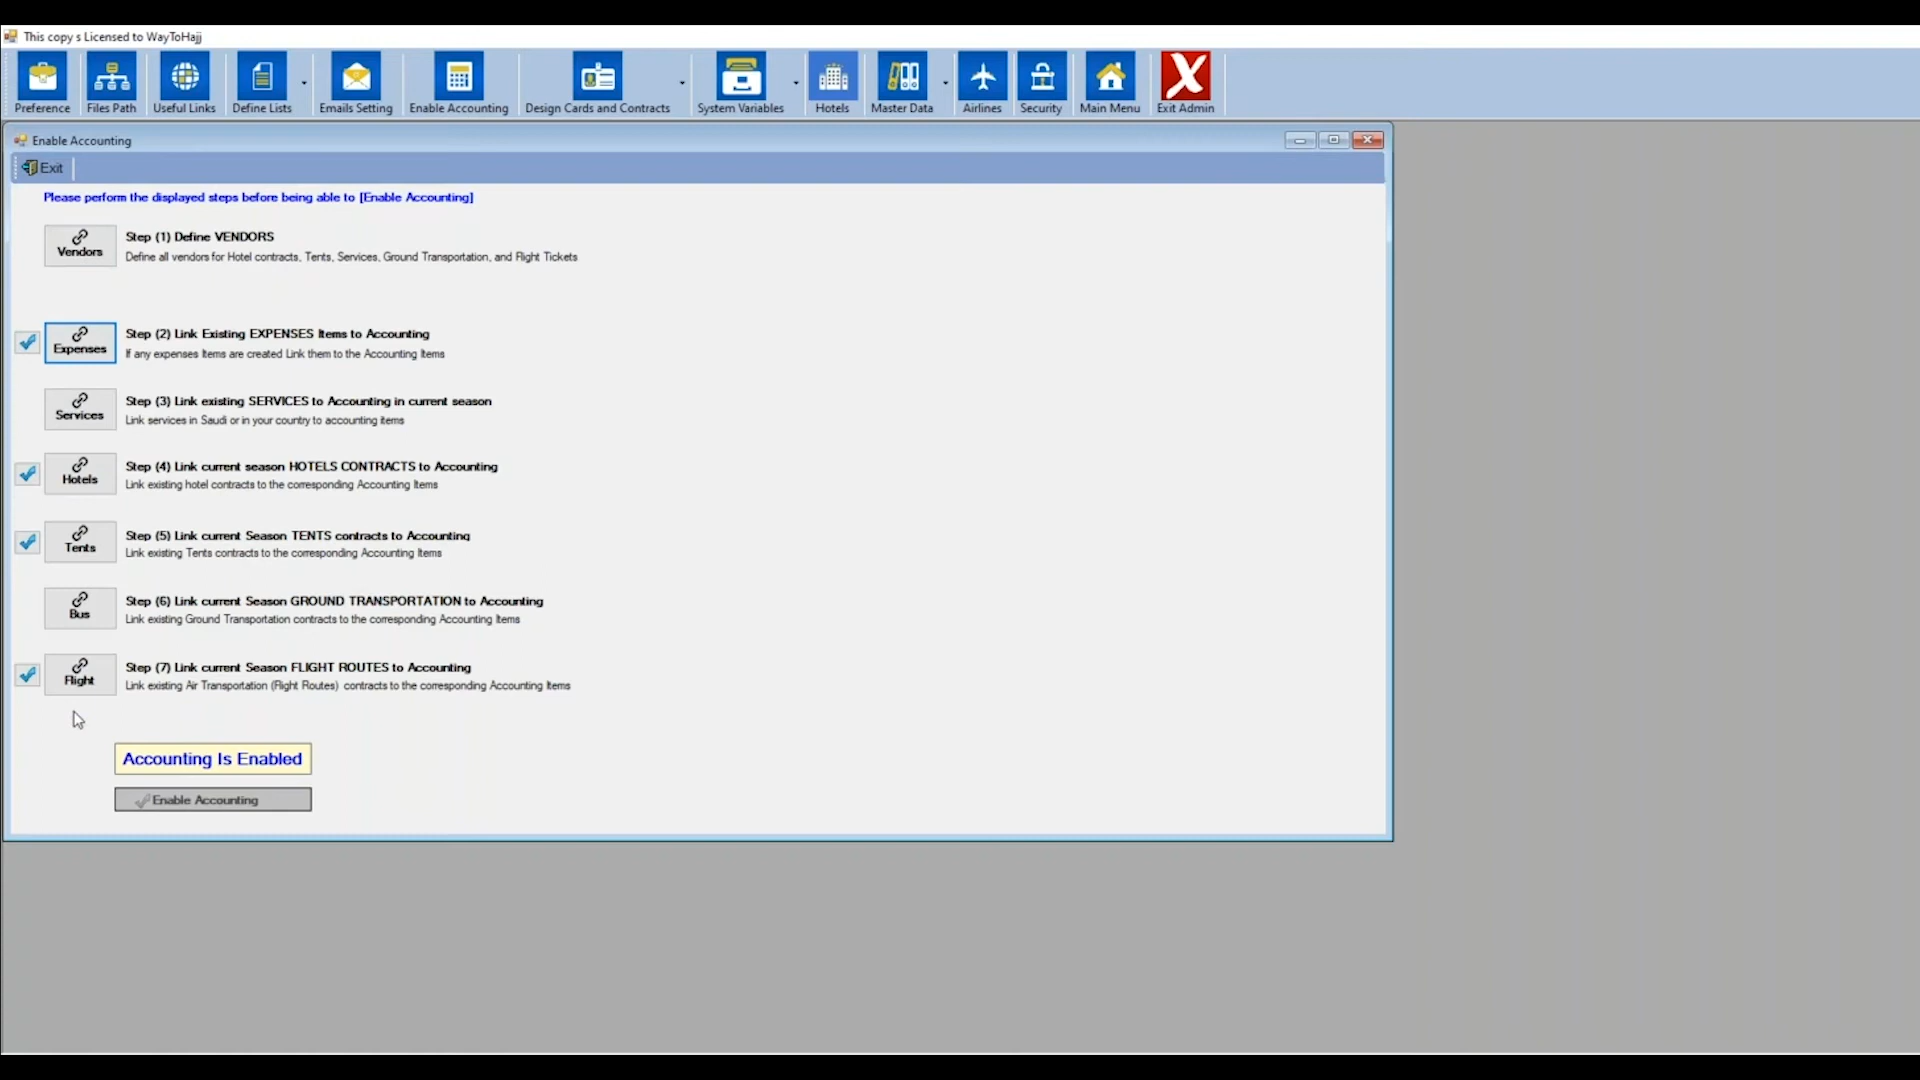 This copy s Licensed to WayToHajj
Preference Files Path Useful Links Define Lists Emails Setting Enable Accounting Design Cards and Contracts System Variables Hotels Master Data Airlines Security Main Menu Exit Admin
Enable Accounting
Exit
Please perform the displayed steps before being able to [Enable Accounting]
Vendors
Step (1) Define VENDORS
Define all vendors for Hotel contracts, Tents, Services, Ground Transportation, and Flight Tickets
Expenses
Step (2) Link Existing EXPENSES Items to Accounting
If any expenses items are created Link them to the Accounting Items
Services
Step (3) Link existing SERVICES to Accounting in current season
Link services in Saudi or in your country to accounting items
Hotels
Step (4) Link current season HOTELS CONTRACTS to Accounting
Link existing hotel contracts to the corresponding Accounting Items
Tents
Step (5) Link current Season TENTS contracts to Accounting
Link existing Tents contracts to the corresponding Accounting Items
Bus
Step (6) Link current Season GROUND TRANSPORTATION to Accounting
Link existing Ground Transportation contracts to the corresponding Accounting Items
Flight
Step (7) Link current Season FLIGHT ROUTES to Accounting
Link existing Air Transportation (Flight Routes) contracts to the corresponding Accounting Items
Accounting Is Enabled
Enable Accounting